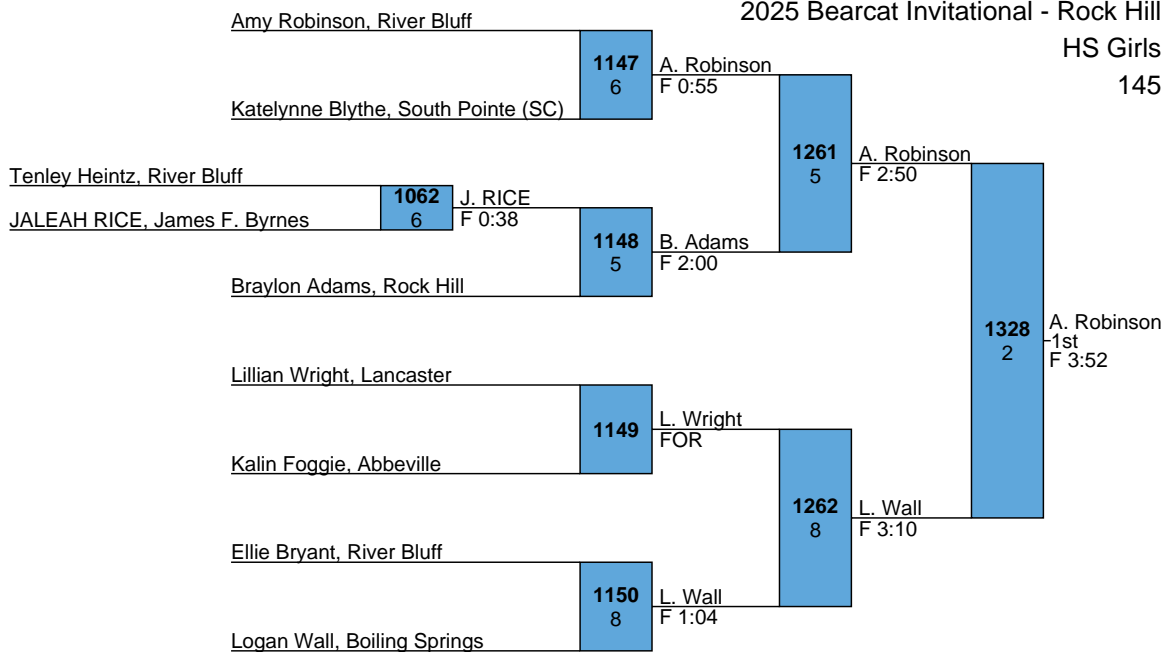 2025 Bearcat Invitational - Rock Hill
HS Girls
145
Amy Robinson, River Bluff
1147
6
A. Robinson
F 0:55
Katelynne Blythe, South Pointe (SC)
1261
5
A. Robinson
F 2:50
Tenley Heintz, River Bluff
1062
6
J. RICE
F 0:38
JALEAH RICE, James F. Byrnes
1148
5
B. Adams
F 2:00
Braylon Adams, Rock Hill
1328
2
A. Robinson
1st
F 3:52
Lillian Wright, Lancaster
1149
L. Wright
FOR
Kalin Foggie, Abbeville
1262
8
L. Wall
F 3:10
Ellie Bryant, River Bluff
1150
8
L. Wall
F 1:04
Logan Wall, Boiling Springs